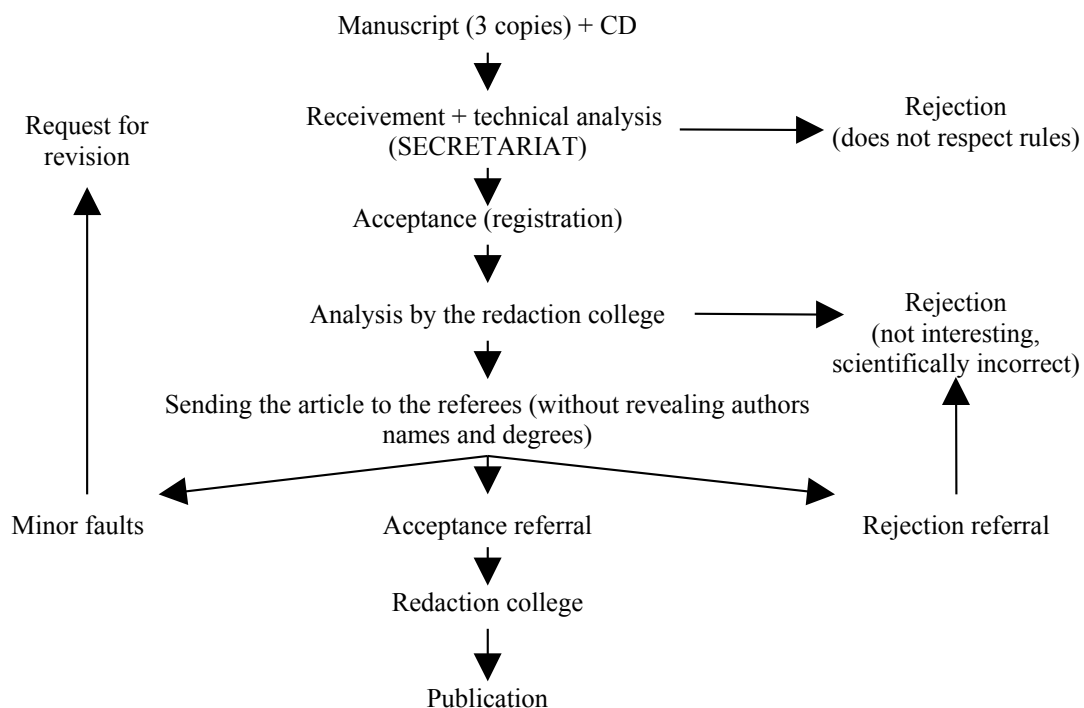 Manuscript (3 copies) + CD
Request for
revision
Receivement + technical analysis
(SECRETARIAT)
Rejection
(does not respect rules)
Acceptance (registration)
Analysis by the redaction college
Rejection
(not interesting,
scientifically incorrect)
Sending the article to the referees (without revealing authors
names and degrees)
Minor faults
Acceptance referral
Rejection referral
Redaction college
Publication